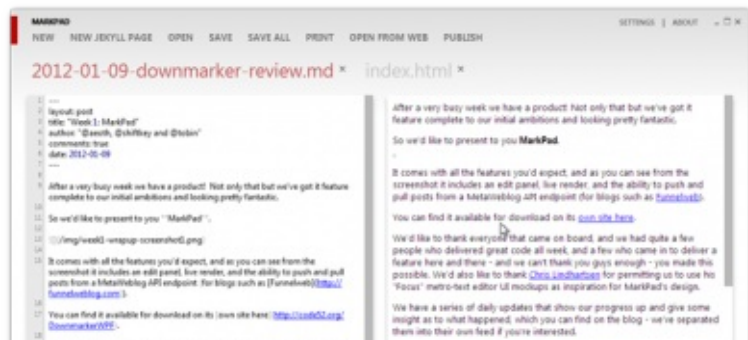 MARKPAD
SETTINGS | ABOUT
NEW NEW JEKYLL PAGE OPEN SAVE SAVE ALL PRINT OPEN FROM WEB PUBLISH
2012-01-09-downmarker-review.md × index.html ×
---
layout: post
title: "Week 1: MarkPad"
author: "@aeoth, @shiftkey and @tobin"
comments: true
date: 2012-01-09
---
After a very busy week we have a product! Not only that but we've got it feature
complete to our initial ambitions and looking pretty fantastic.
So we'd like to present to you **MarkPad**.
/img/week1-wrapup-screenshot1.png
It comes with all the features you'd expect, and as you can see from the
screenshot it includes an edit panel, live render, and the ability to push and pull
posts from a MetaWeblog API endpoint (for blogs such as [Funnelweb](http://
funnelweblog.com).
You can find it available for download on its own site here: http://code52.org/
DownmarkerWPF/.
After a very busy week we have a product! Not only that but we've got it
feature complete to our initial ambitions and looking pretty fantastic.
So we'd like to present to you MarkPad.
It comes with all the features you'd expect, and as you can see from the
screenshot it includes an edit panel, live render, and the ability to push and
pull posts from a MetaWeblog API endpoint (for blogs such as Funnelweb).
You can find it available for download on its own site here.
We'd like to thank everyone that came on board, and we had quite a few
people who delivered great code all week, and a few who came in to deliver a
feature here and there - and we can't thank you guys enough - you made this
possible. We'd also like to thank Chris Lindhartsen for permitting us to use his
"Focus" metro-text editor UI mockups as inspiration for MarkPad's design.
We have a series of daily updates that show our progress up and give some
insight as to what happened, which you can find on the blog - we've separated
them into their own feed if you're interested.